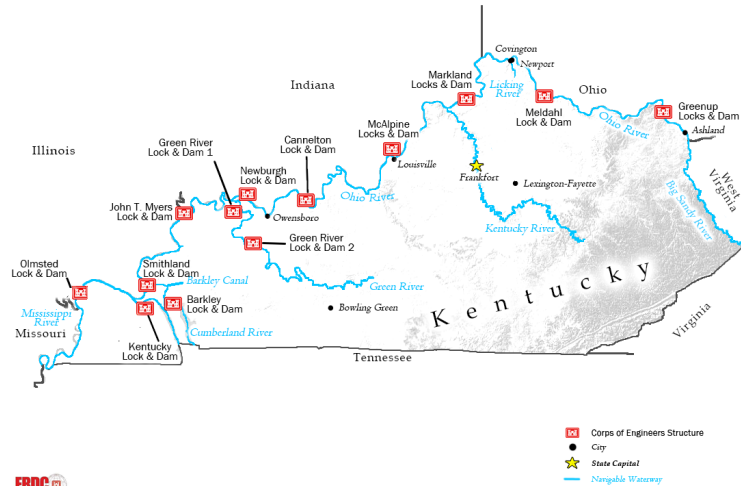 Covington
Newport
Markland
Locks & Dam
Indiana
Licking
River
Ohio
Meldahl
Lock & Dam
Greenup
Locks & Dam
Ohio River
Ashland
McAlpine
Locks & Dam
Louisville
Cannelton
Lock & Dam
Green River
Lock & Dam 1
Illinois
Newburgh
Lock & Dam
Frankfort
Lexington-Fayette
West
Virginia
Big Sandy River
John T. Myers
Lock & Dam
Owensboro
Ohio River
Kentucky River
Green River
Lock & Dam 2
Olmsted
Lock & Dam
Smithland
Lock & Dam
Barkley Canal
Green River
Kentucky
Barkley
Lock & Dam
Bowling Green
Mississippi
River
Missouri
Cumberland River
Virginia
Kentucky
Lock & Dam
Tennessee
Corps of Engineers Structure
City
State Capital
Navigable Waterway
ERDC